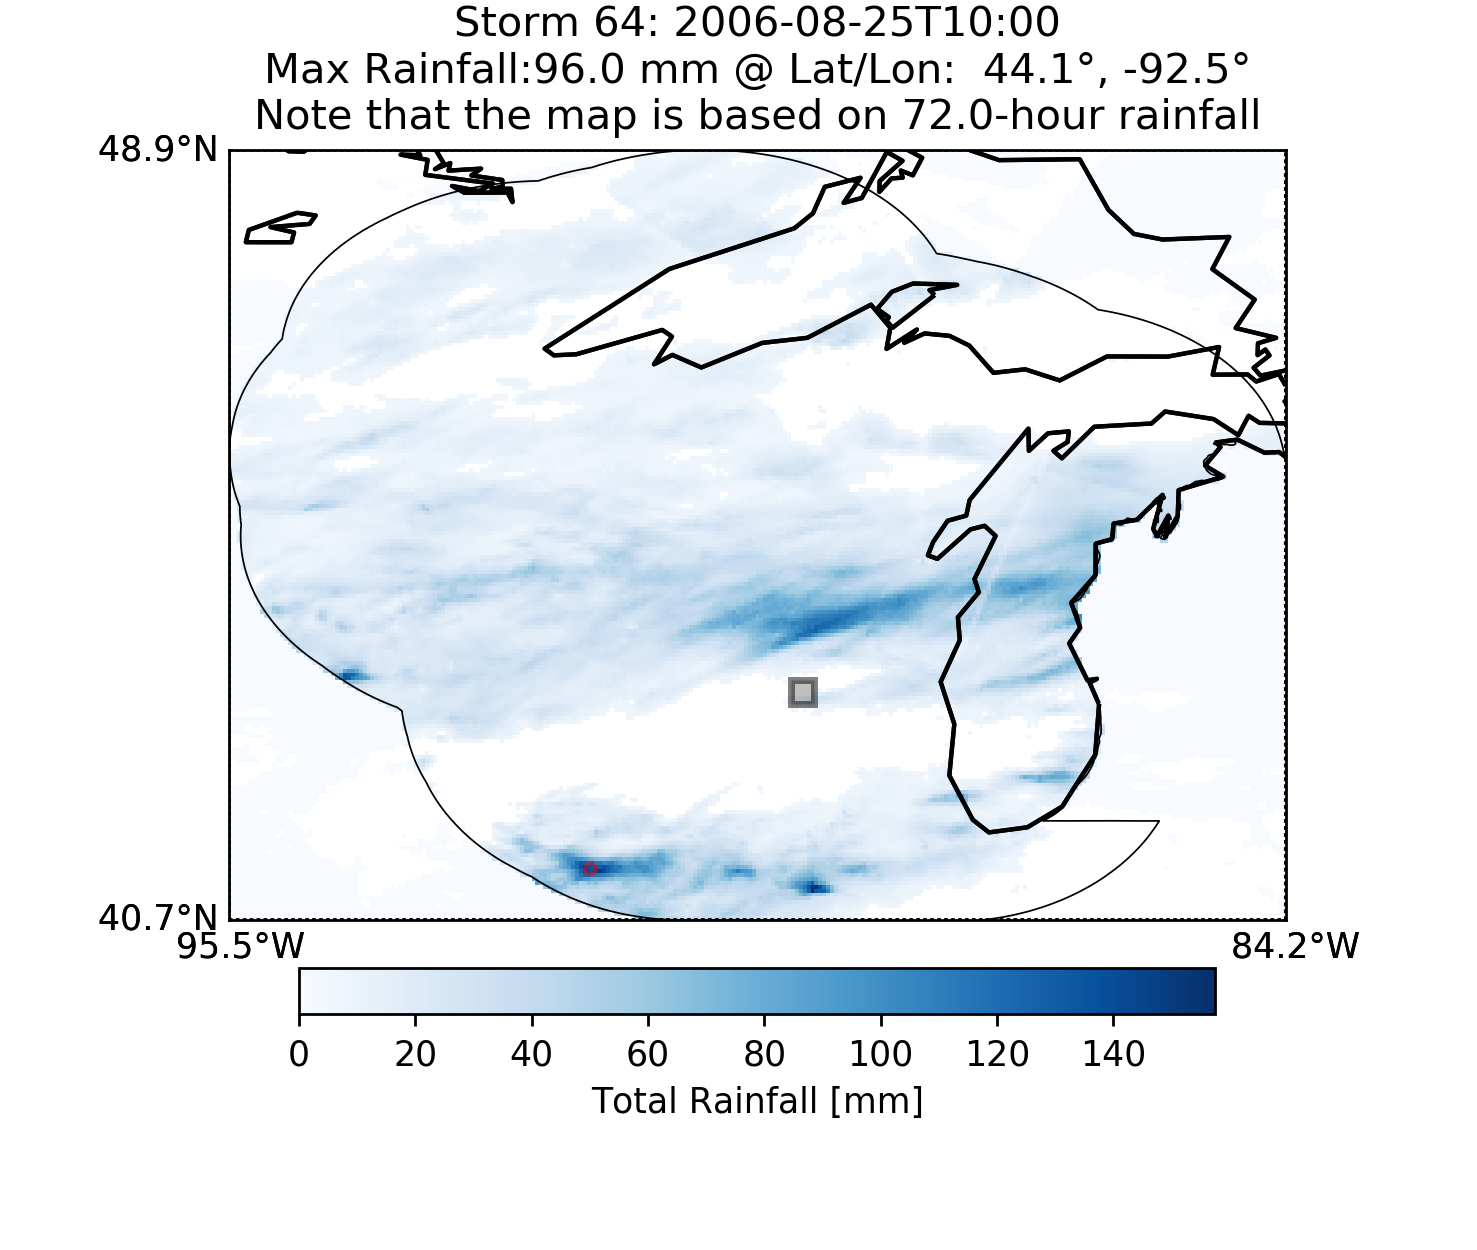 Storm 64: 2006-08-25T10:00
Max Rainfall:96.0 mm @ Lat/Lon:  44.1°, -92.5°
Note that the map is based on 72.0-hour rainfall
48.9°N
40.7°N
95.5°W
84.2°W
0 20 40 60 80 100 120 140
Total Rainfall [mm]